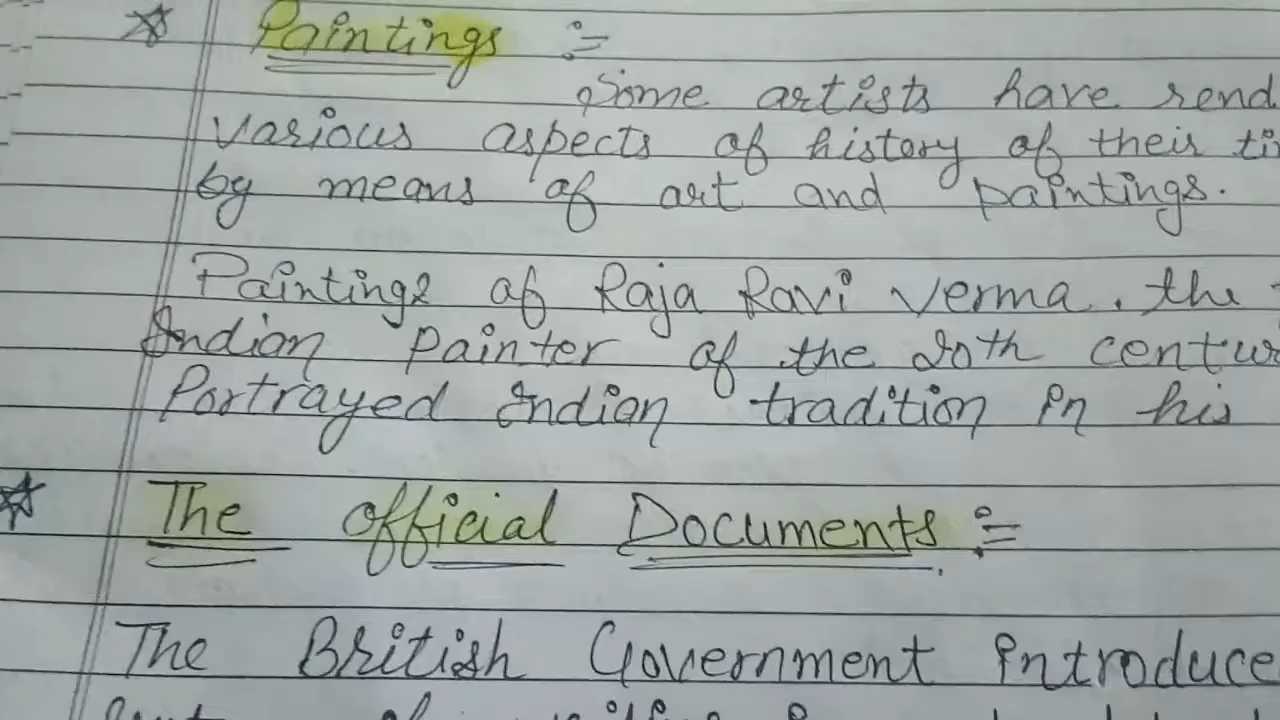 Paintings :=
Some artists have rend
various aspects of history of their ti
by means of art and paintings.
Paintings of Raja Ravi Verma, the
Indian painter of the 20th centur
Portrayed Indian tradition in his
The Official Documents :=
The British Government introduce